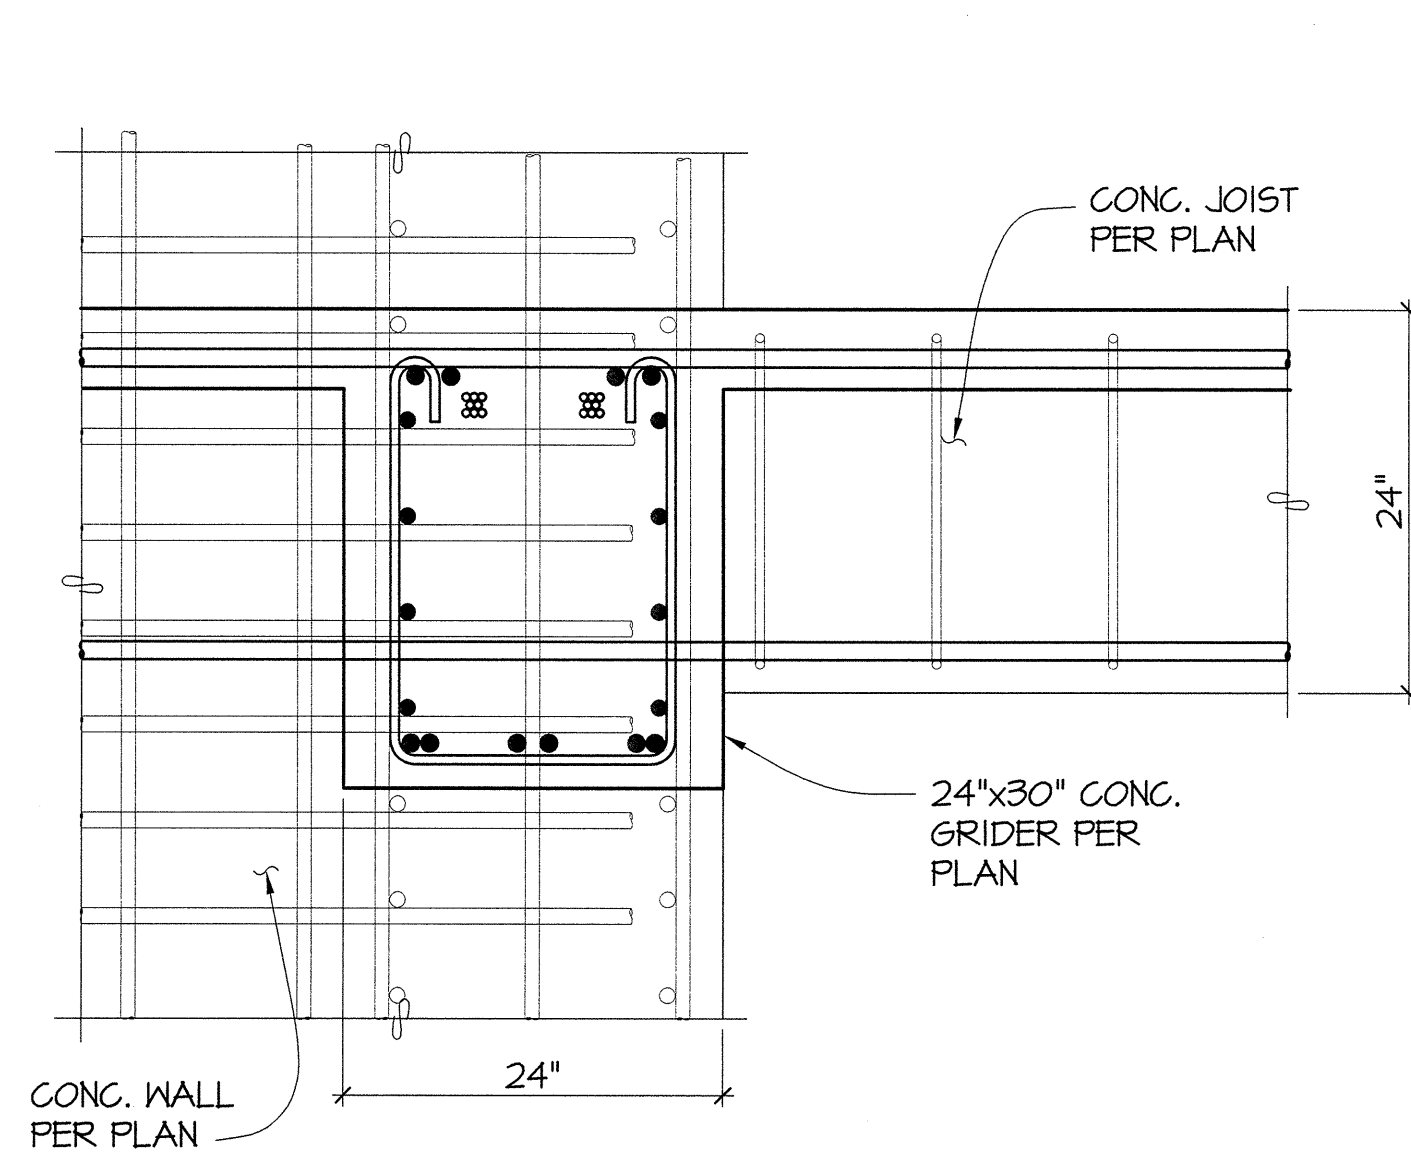 CONC. JOIST
PER PLAN
24"
24"x30" CONC.
GRIDER PER
PLAN
24"
CONC. WALL
PER PLAN